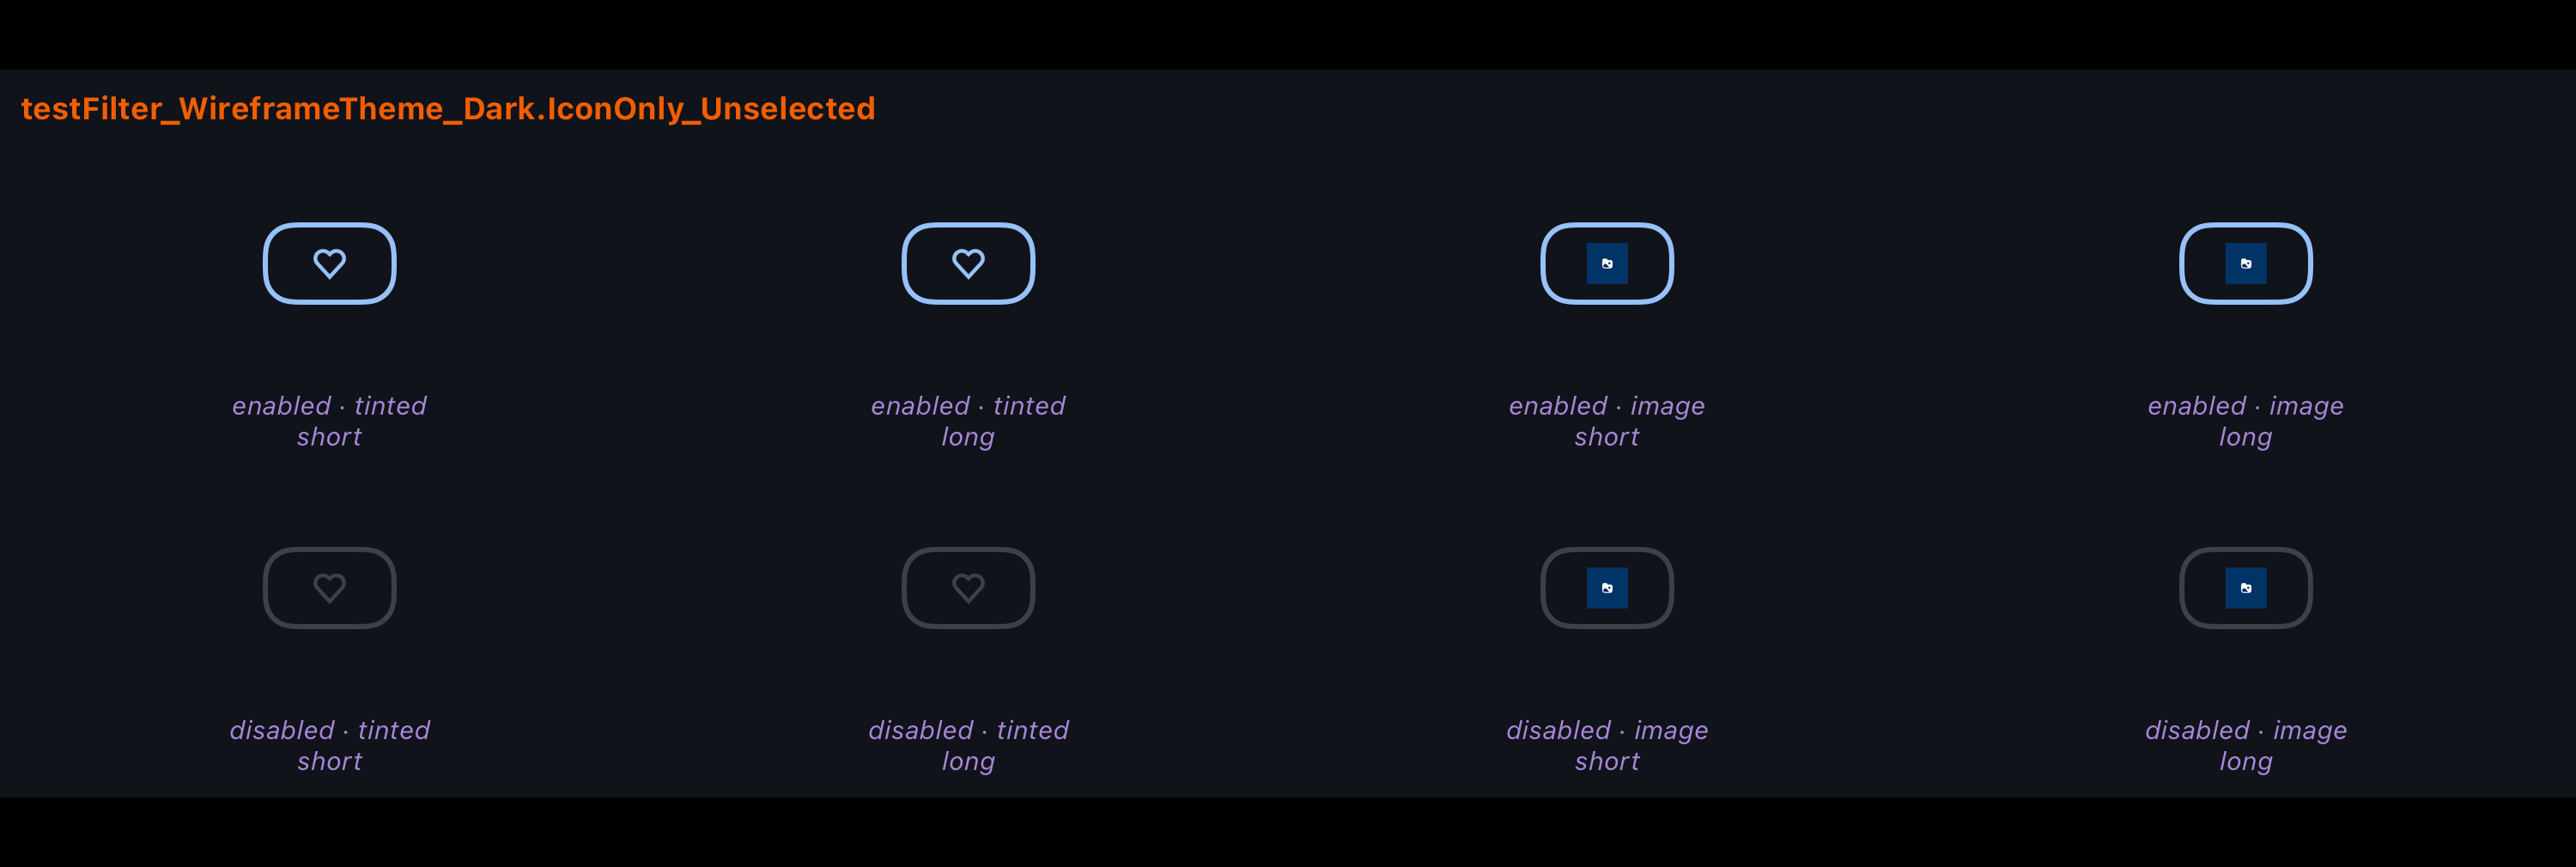 testFilter_WireframeTheme_Dark.IconOnly_Unselected
enabled · tinted
short
enabled · tinted
long
enabled · image
short
enabled · image
long
disabled · tinted
short
disabled · tinted
long
disabled · image
short
disabled · image
long